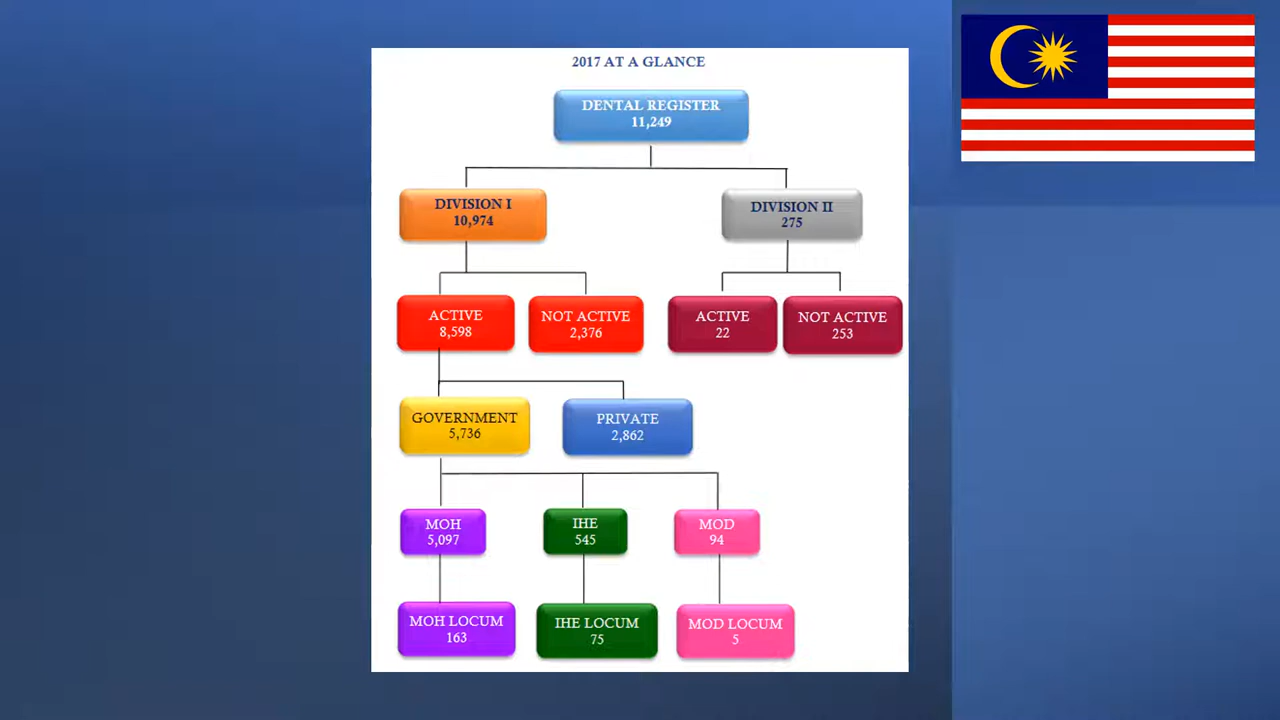 2017 AT A GLANCE
DENTAL REGISTER
11,249
DIVISION I
10,974
DIVISION II
275
ACTIVE
8,598
NOT ACTIVE
2,376
ACTIVE
22
NOT ACTIVE
253
GOVERNMENT
5,736
PRIVATE
2,862
MOH
5,097
IHE
545
MOD
94
MOH LOCUM
163
IHE LOCUM
75
MOD LOCUM
5